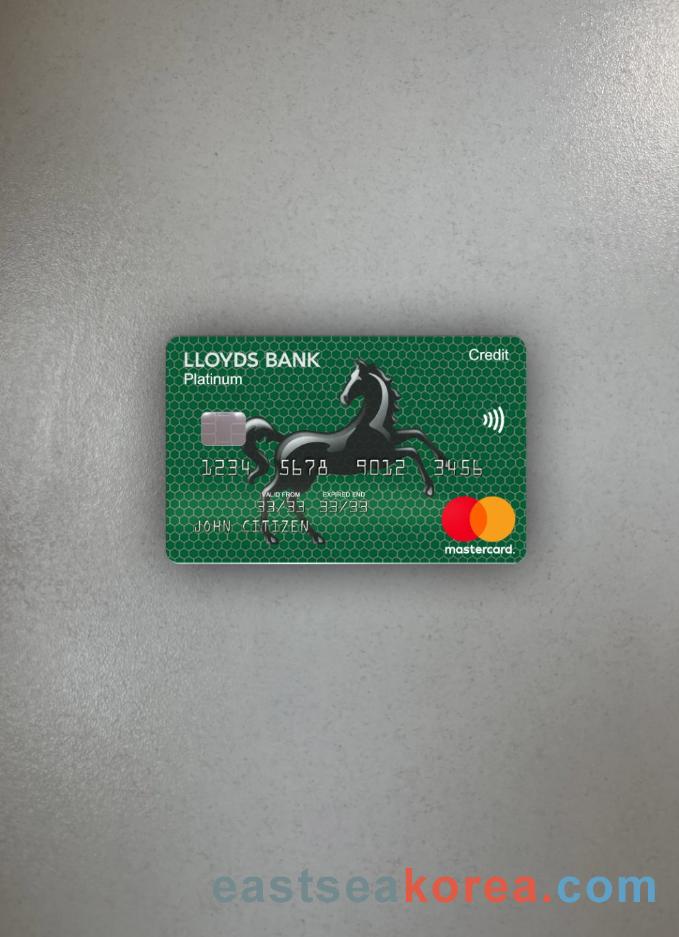 LLOYDS BANK
Credit
Platinum
1234 5678 9012 3456
VALID FROM EXPIRED END
33/33 33/33
JOHN CITIZEN
mastercard.
eastseakorea.com